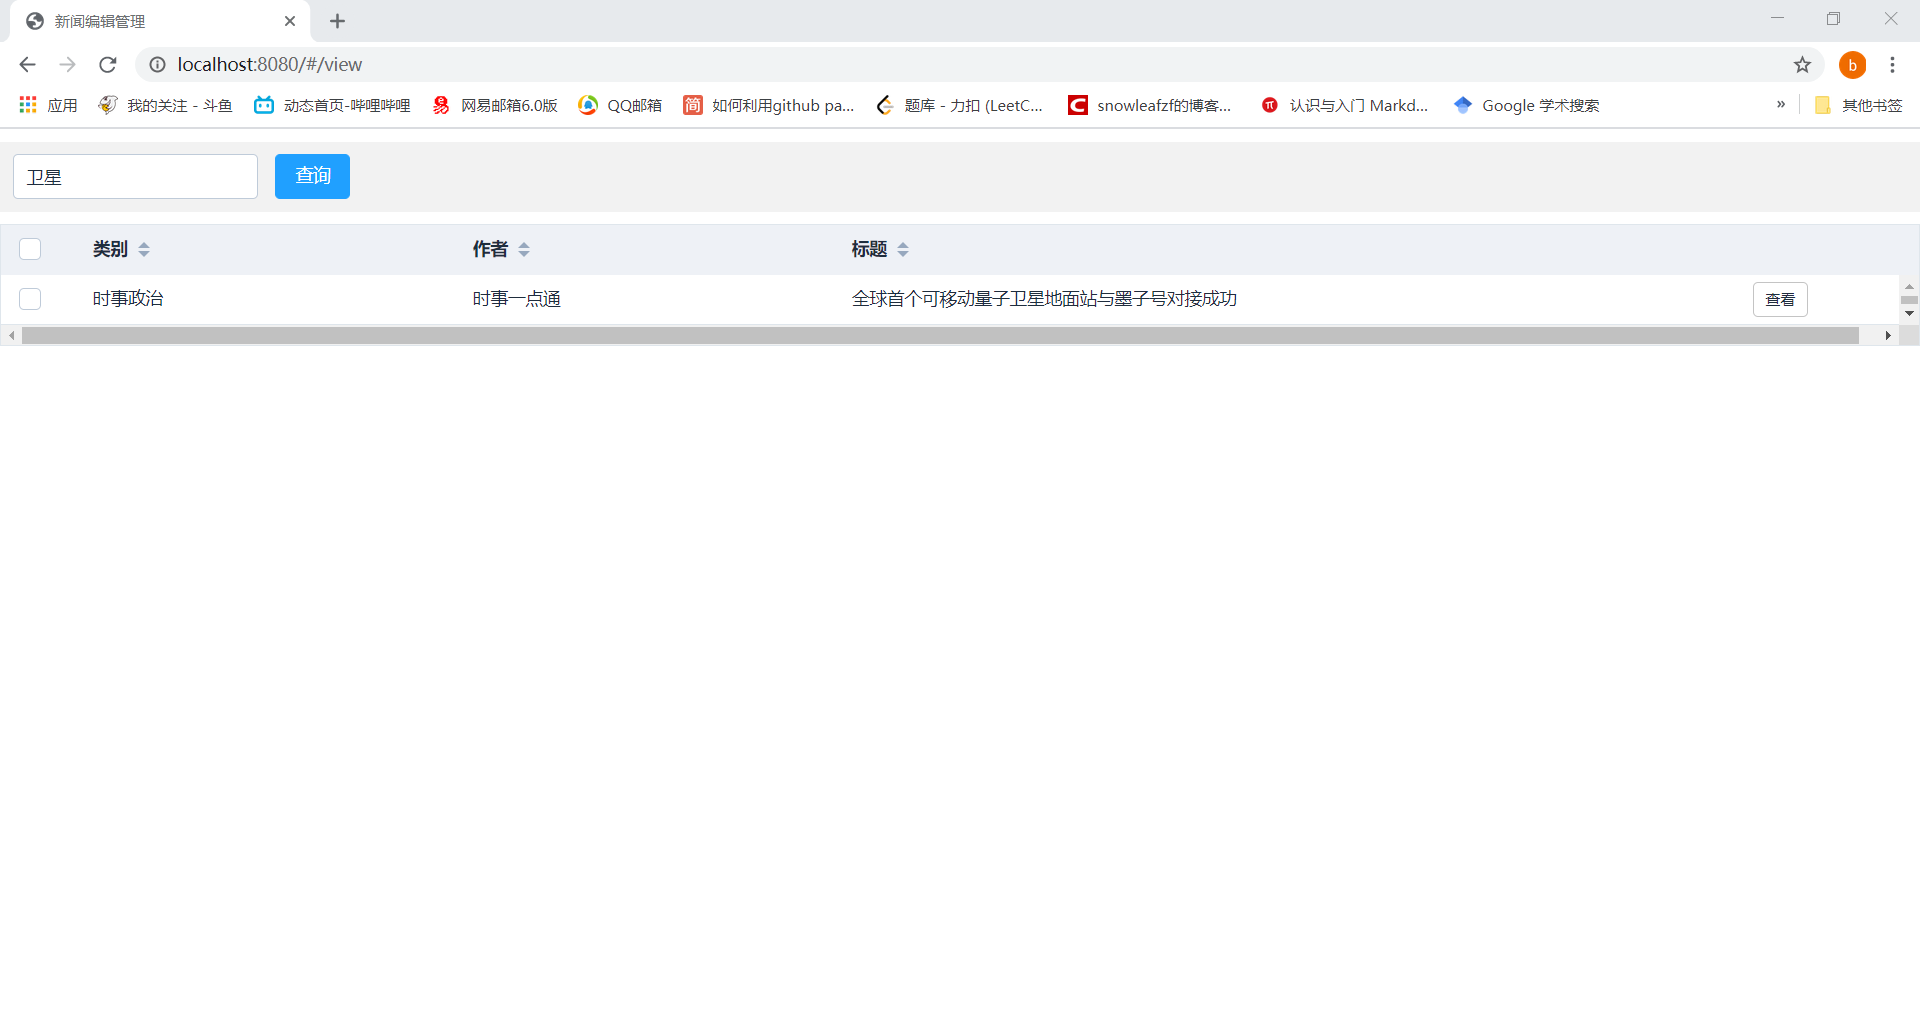 新闻编辑管理
localhost:8080/#/view
b
应用 我的关注 - 斗鱼 动态首页-哔哩哔哩 网易邮箱6.0版 QQ邮箱 简 如何利用github pa... 题库 - 力扣 (LeetC... C snowleafzf的博客... π 认识与入门 Markd... Google 学术搜索 » 其他书签
卫星 查询
类别 作者 标题
时事政治 时事一点通 全球首个可移动量子卫星地面站与墨子号对接成功 查看